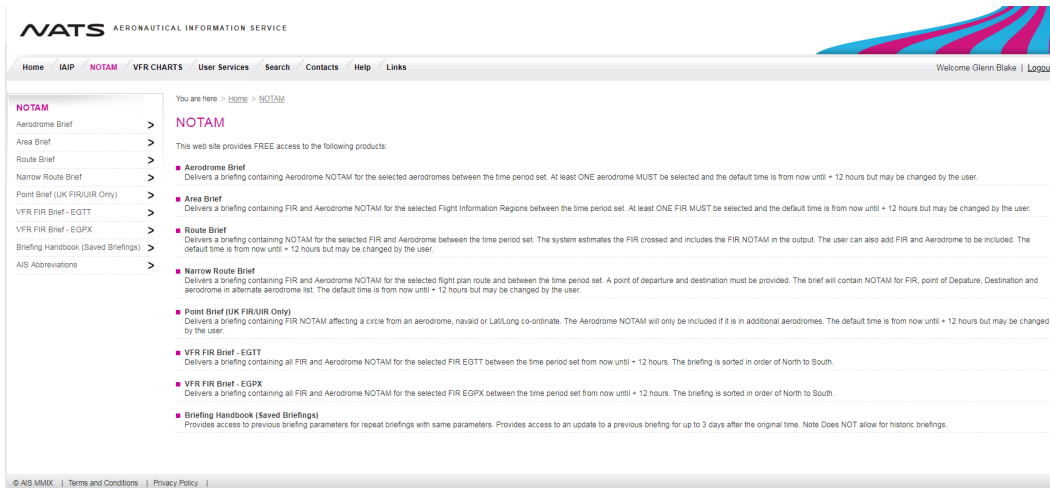 NATS AERONAUTICAL INFORMATION SERVICE
Home IAIP NOTAM VFR CHARTS User Services Search Contacts Help Links
Welcome Glenn Blake | Logou
NOTAM
Aerodrome Brief >
Area Brief >
Route Brief >
Narrow Route Brief >
Point Brief (UK FIR/UIR Only) >
VFR FIR Brief - EGTT >
VFR FIR Brief - EGPX >
Briefing Handbook (Saved Briefings) >
AIS Abbreviations >
You are here > Home > NOTAM
NOTAM
This web site provides FREE access to the following products:
Aerodrome Brief
Delivers a briefing containing Aerodrome NOTAM for the selected aerodromes between the time period set. At least ONE aerodrome MUST be selected and the default time is from now until + 12 hours but may be changed by the user.
Area Brief
Delivers a briefing containing FIR and Aerodrome NOTAM for the selected Flight Information Regions between the time period set. At least ONE FIR MUST be selected and the default time is from now until + 12 hours but may be changed by the user.
Route Brief
Delivers a briefing containing NOTAM for the selected FIR and Aerodrome between the time period set. The system estimates the FIR crossed and includes the FIR NOTAM in the output. The user can also add FIR and Aerodrome to be included. The
default time is from now until + 12 hours but may be changed by the user.
Narrow Route Brief
Delivers a briefing containing FIR and Aerodrome NOTAM for the selected flight plan route and between the time period set. A point of departure and destination must be provided. The brief will contain NOTAM for FIR, point of Depature, Destination and
aerodrome in alternate aerodrome list. The default time is from now until + 12 hours but may be changed by the user.
Point Brief (UK FIR/UIR Only)
Delivers a briefing containing FIR NOTAM affecting a circle from an aerodrome, navaid or Lat/Long co-ordinate. The Aerodrome NOTAM will only be included if it is in additional aerodromes. The default time is from now until + 12 hours but may be changed
by the user.
VFR FIR Brief - EGTT
Delivers a briefing containing all FIR and Aerodrome NOTAM for the selected FIR EGTT between the time period set from now until + 12 hours. The briefing is sorted in order of North to South.
VFR FIR Brief - EGPX
Delivers a briefing containing all FIR and Aerodrome NOTAM for the selected FIR EGPX between the time period set from now until + 12 hours. The briefing is sorted in order of North to South.
Briefing Handbook (Saved Briefings)
Provides access to previous briefing parameters for repeat briefings with same parameters. Provides access to an update to a previous briefing for up to 3 days after the original time. Note Does NOT allow for historic briefings.
© AIS MMIX | Terms and Conditions | Privacy Policy |